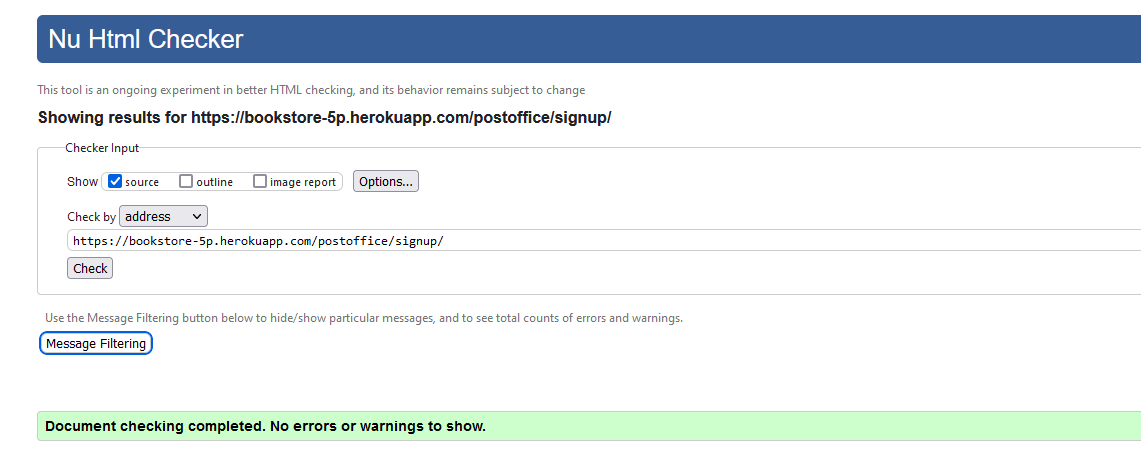 Nu Html Checker
This tool is an ongoing experiment in better HTML checking, and its behavior remains subject to change
Showing results for https://bookstore-5p.herokuapp.com/postoffice/signup/
Checker Input
Show source outline image report Options...
Check by address
https://bookstore-5p.herokuapp.com/postoffice/signup/
Check
Use the Message Filtering button below to hide/show particular messages, and to see total counts of errors and warnings.
Message Filtering
Document checking completed. No errors or warnings to show.